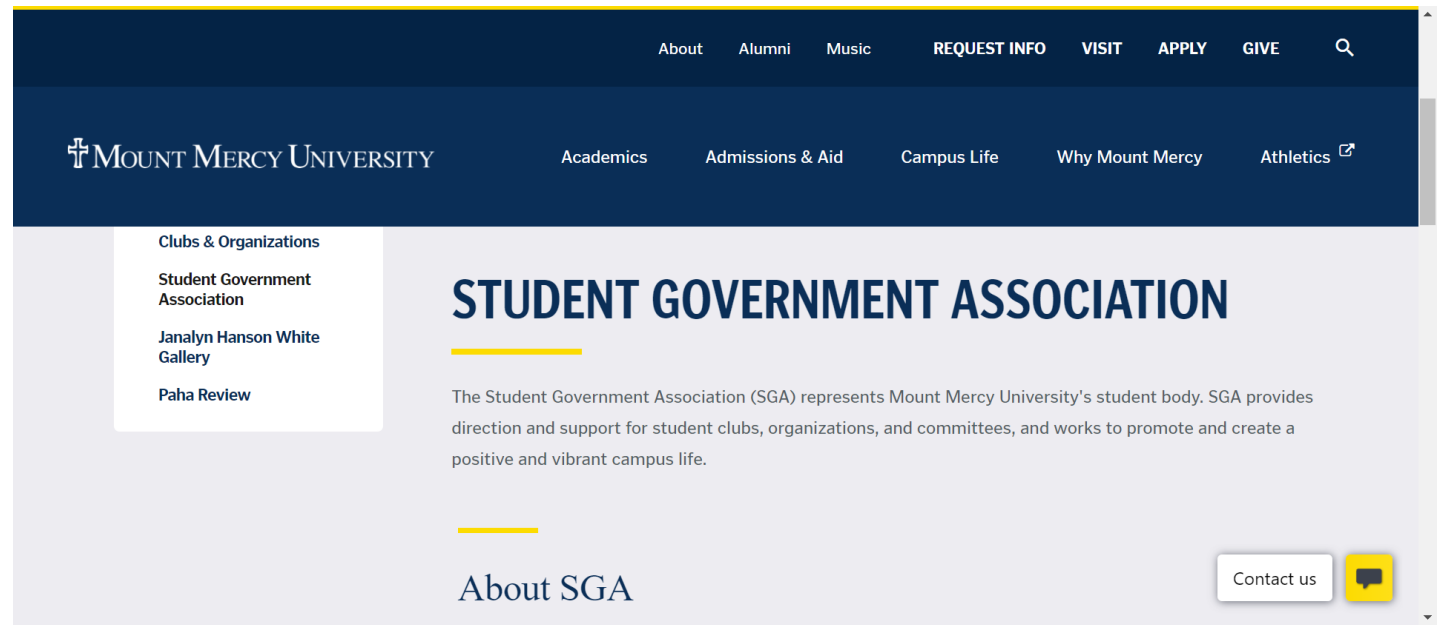 About Alumni Music REQUEST INFO VISIT APPLY GIVE
MOUNT MERCY UNIVERSITY
Academics Admissions & Aid Campus Life Why Mount Mercy Athletics
Clubs & Organizations
Student Government
Association
Janalyn Hanson White
Gallery
Paha Review
STUDENT GOVERNMENT ASSOCIATION
The Student Government Association (SGA) represents Mount Mercy University's student body. SGA provides
direction and support for student clubs, organizations, and committees, and works to promote and create a
positive and vibrant campus life.
About SGA
Contact us